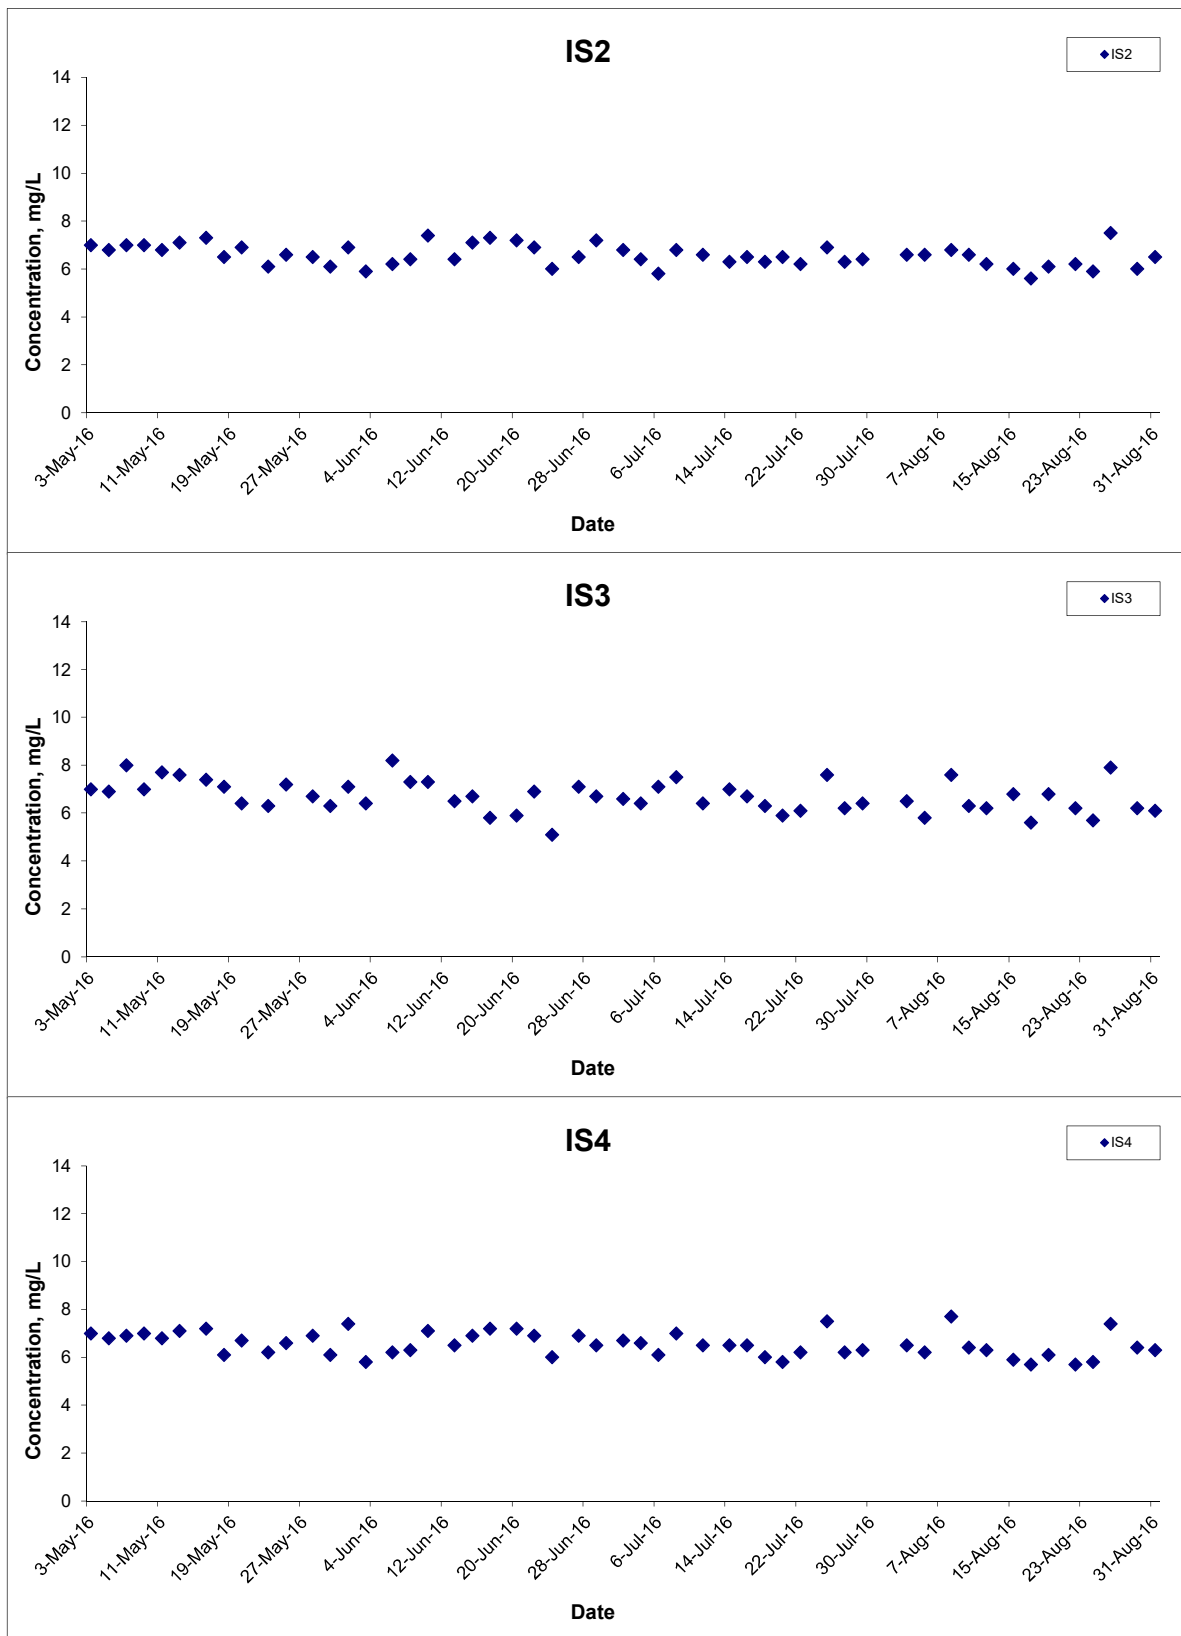 IS2
IS2
14
12
10
8
6
4
2
0
Concentration, mg/L
3-May-16
11-May-16
19-May-16
27-May-16
4-Jun-16
12-Jun-16
20-Jun-16
28-Jun-16
6-Jul-16
14-Jul-16
22-Jul-16
30-Jul-16
7-Aug-16
15-Aug-16
23-Aug-16
31-Aug-16
Date
IS3
IS3
14
12
10
8
6
4
2
0
Concentration, mg/L
3-May-16
11-May-16
19-May-16
27-May-16
4-Jun-16
12-Jun-16
20-Jun-16
28-Jun-16
6-Jul-16
14-Jul-16
22-Jul-16
30-Jul-16
7-Aug-16
15-Aug-16
23-Aug-16
31-Aug-16
Date
IS4
IS4
14
12
10
8
6
4
2
0
Concentration, mg/L
3-May-16
11-May-16
19-May-16
27-May-16
4-Jun-16
12-Jun-16
20-Jun-16
28-Jun-16
6-Jul-16
14-Jul-16
22-Jul-16
30-Jul-16
7-Aug-16
15-Aug-16
23-Aug-16
31-Aug-16
Date